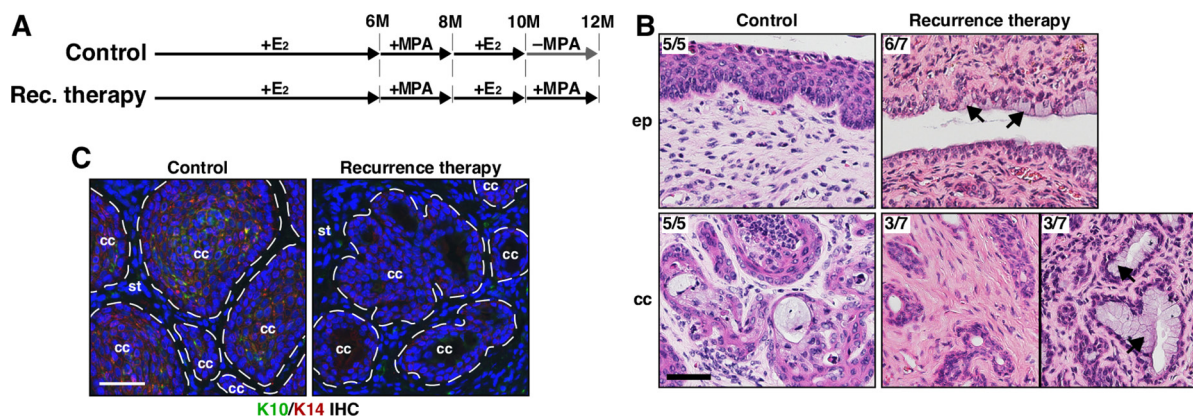 A
6M 8M 10M 12M
Control +E2 +MPA +E2 –MPA
Rec. therapy +E2 +MPA +E2 +MPA
B
Control Recurrence therapy
ep 5/5 6/7
cc 5/5 3/7 3/7
C
Control Recurrence therapy
cc cc cc
st st
cc cc cc
cc cc cc
cc cc
K10/K14 IHC